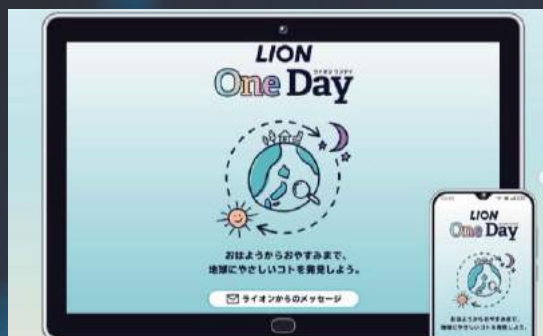 LION
ライオン ワンデイ
One Day
おはようからおやすみまで、
地球にやさしいコトを発見しよう。
ライオンからのメッセージ
LION
One Day
おはようからおやすみまで、
地球にやさしいコトを発見しよう。